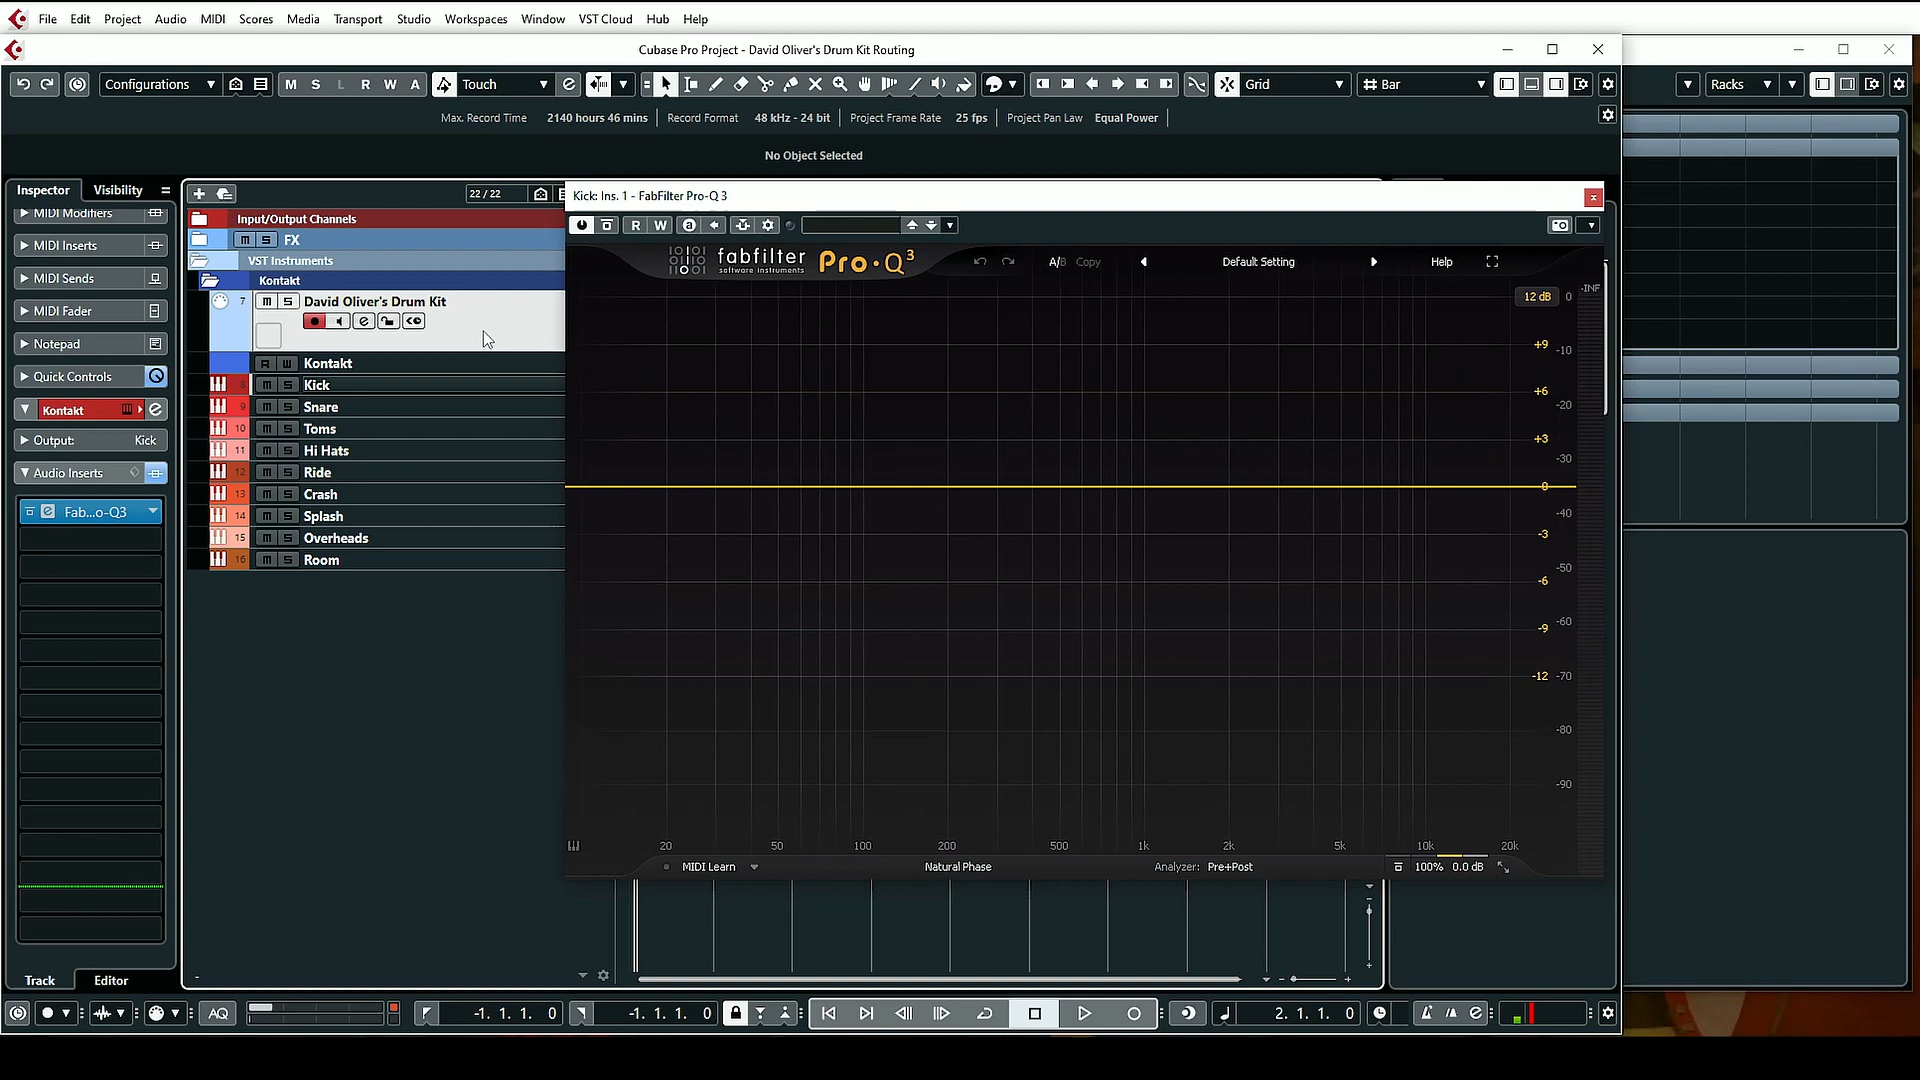 File Edit Project Audio MIDI Scores Media Transport Studio Workspaces Window VST Cloud Hub Help
Cubase Pro Project - David Oliver's Drum Kit Routing
Configurations M S L R W A Touch Grid Bar Racks
Max. Record Time 2140 hours 46 mins Record Format 48 kHz - 24 bit Project Frame Rate 25 fps Project Pan Law Equal Power
No Object Selected
Inspector Visibility
22 / 22
Kick: Ins. 1 - FabFilter Pro-Q 3
MIDI Modifiers
Input/Output Channels
R W
m S FX
MIDI Inserts
VST Instruments
fabfilter
software instruments
Pro·Q3
A/B Copy
Default Setting
Help
MIDI Sends
Kontakt
12 dB 0 -INF
7 m S David Oliver's Drum Kit
MIDI Fader
Notepad
+9 -10
Kontakt
R W
Quick Controls
8 m S Kick
+6
Kontakt
9 m S Snare
-20
Output: Kick
10 m S Toms
+3
11 m S Hi Hats
-30
Audio Inserts
12 m S Ride
0
13 m S Crash
Fab...o-Q3
14 m S Splash
-40
15 m S Overheads
-3
16 m S Room
-50
-6
-60
-9
-12 -70
-80
-90
20 50 100 200 500 1k 2k 5k 10k 20k
MIDI Learn Natural Phase Analyzer: Pre+Post 100% 0.0 dB
Track Editor
AQ -1. 1. 1. 0 -1. 1. 1. 0 2. 1. 1. 0